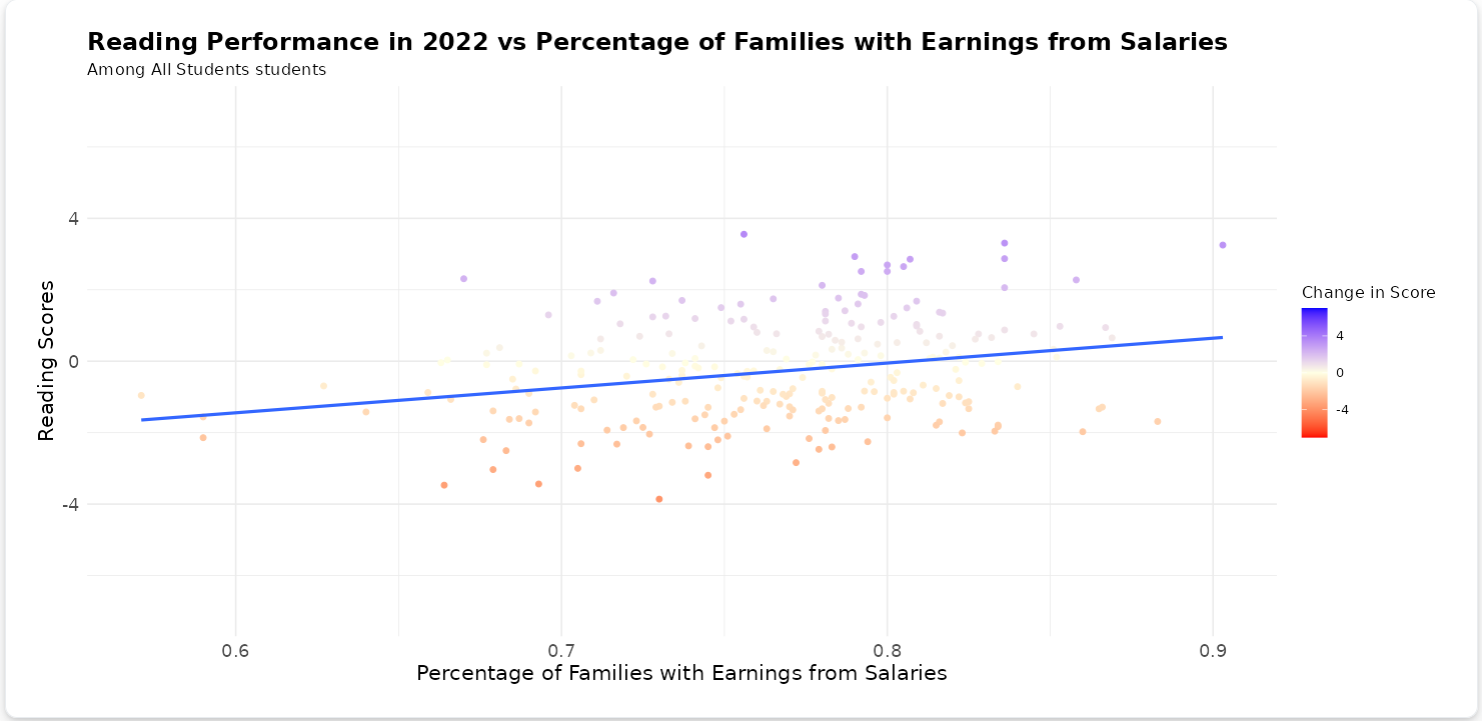 Reading Performance in 2022 vs Percentage of Families with Earnings from Salaries
Among All Students students
Reading Scores
4
0
-4
0.6
0.7
0.8
0.9
Percentage of Families with Earnings from Salaries
Change in Score
4
0
-4